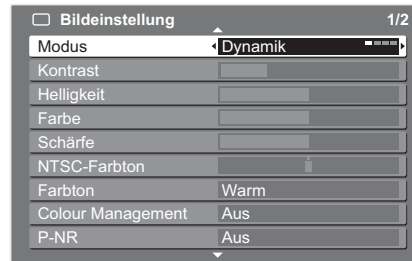 Bildeinstellung 1/2
Modus Dynamik
Kontrast
Helligkeit
Farbe
Schärfe
NTSC-Farbton
Farbton Warm
Colour Management Aus
P-NR Aus